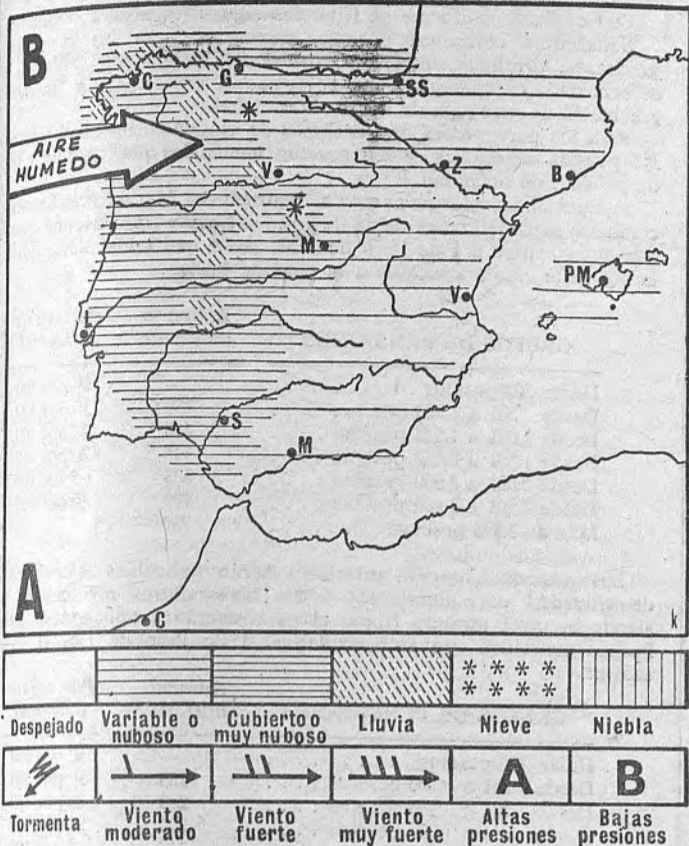 B
C
G
SS
AIRE
HUMEDO
*
V
Z
B
*
M
PM
V
L
S
M
A
C
k
* * * *
* * * *
Despejado
Variable o
nuboso
Cubierto o
muy nuboso
Lluvia
Nieve
Niebla
A
B
Tormenta
Viento
moderado
Viento
fuerte
Viento
muy fuerte
Altas
presiones
Bajas
presiones